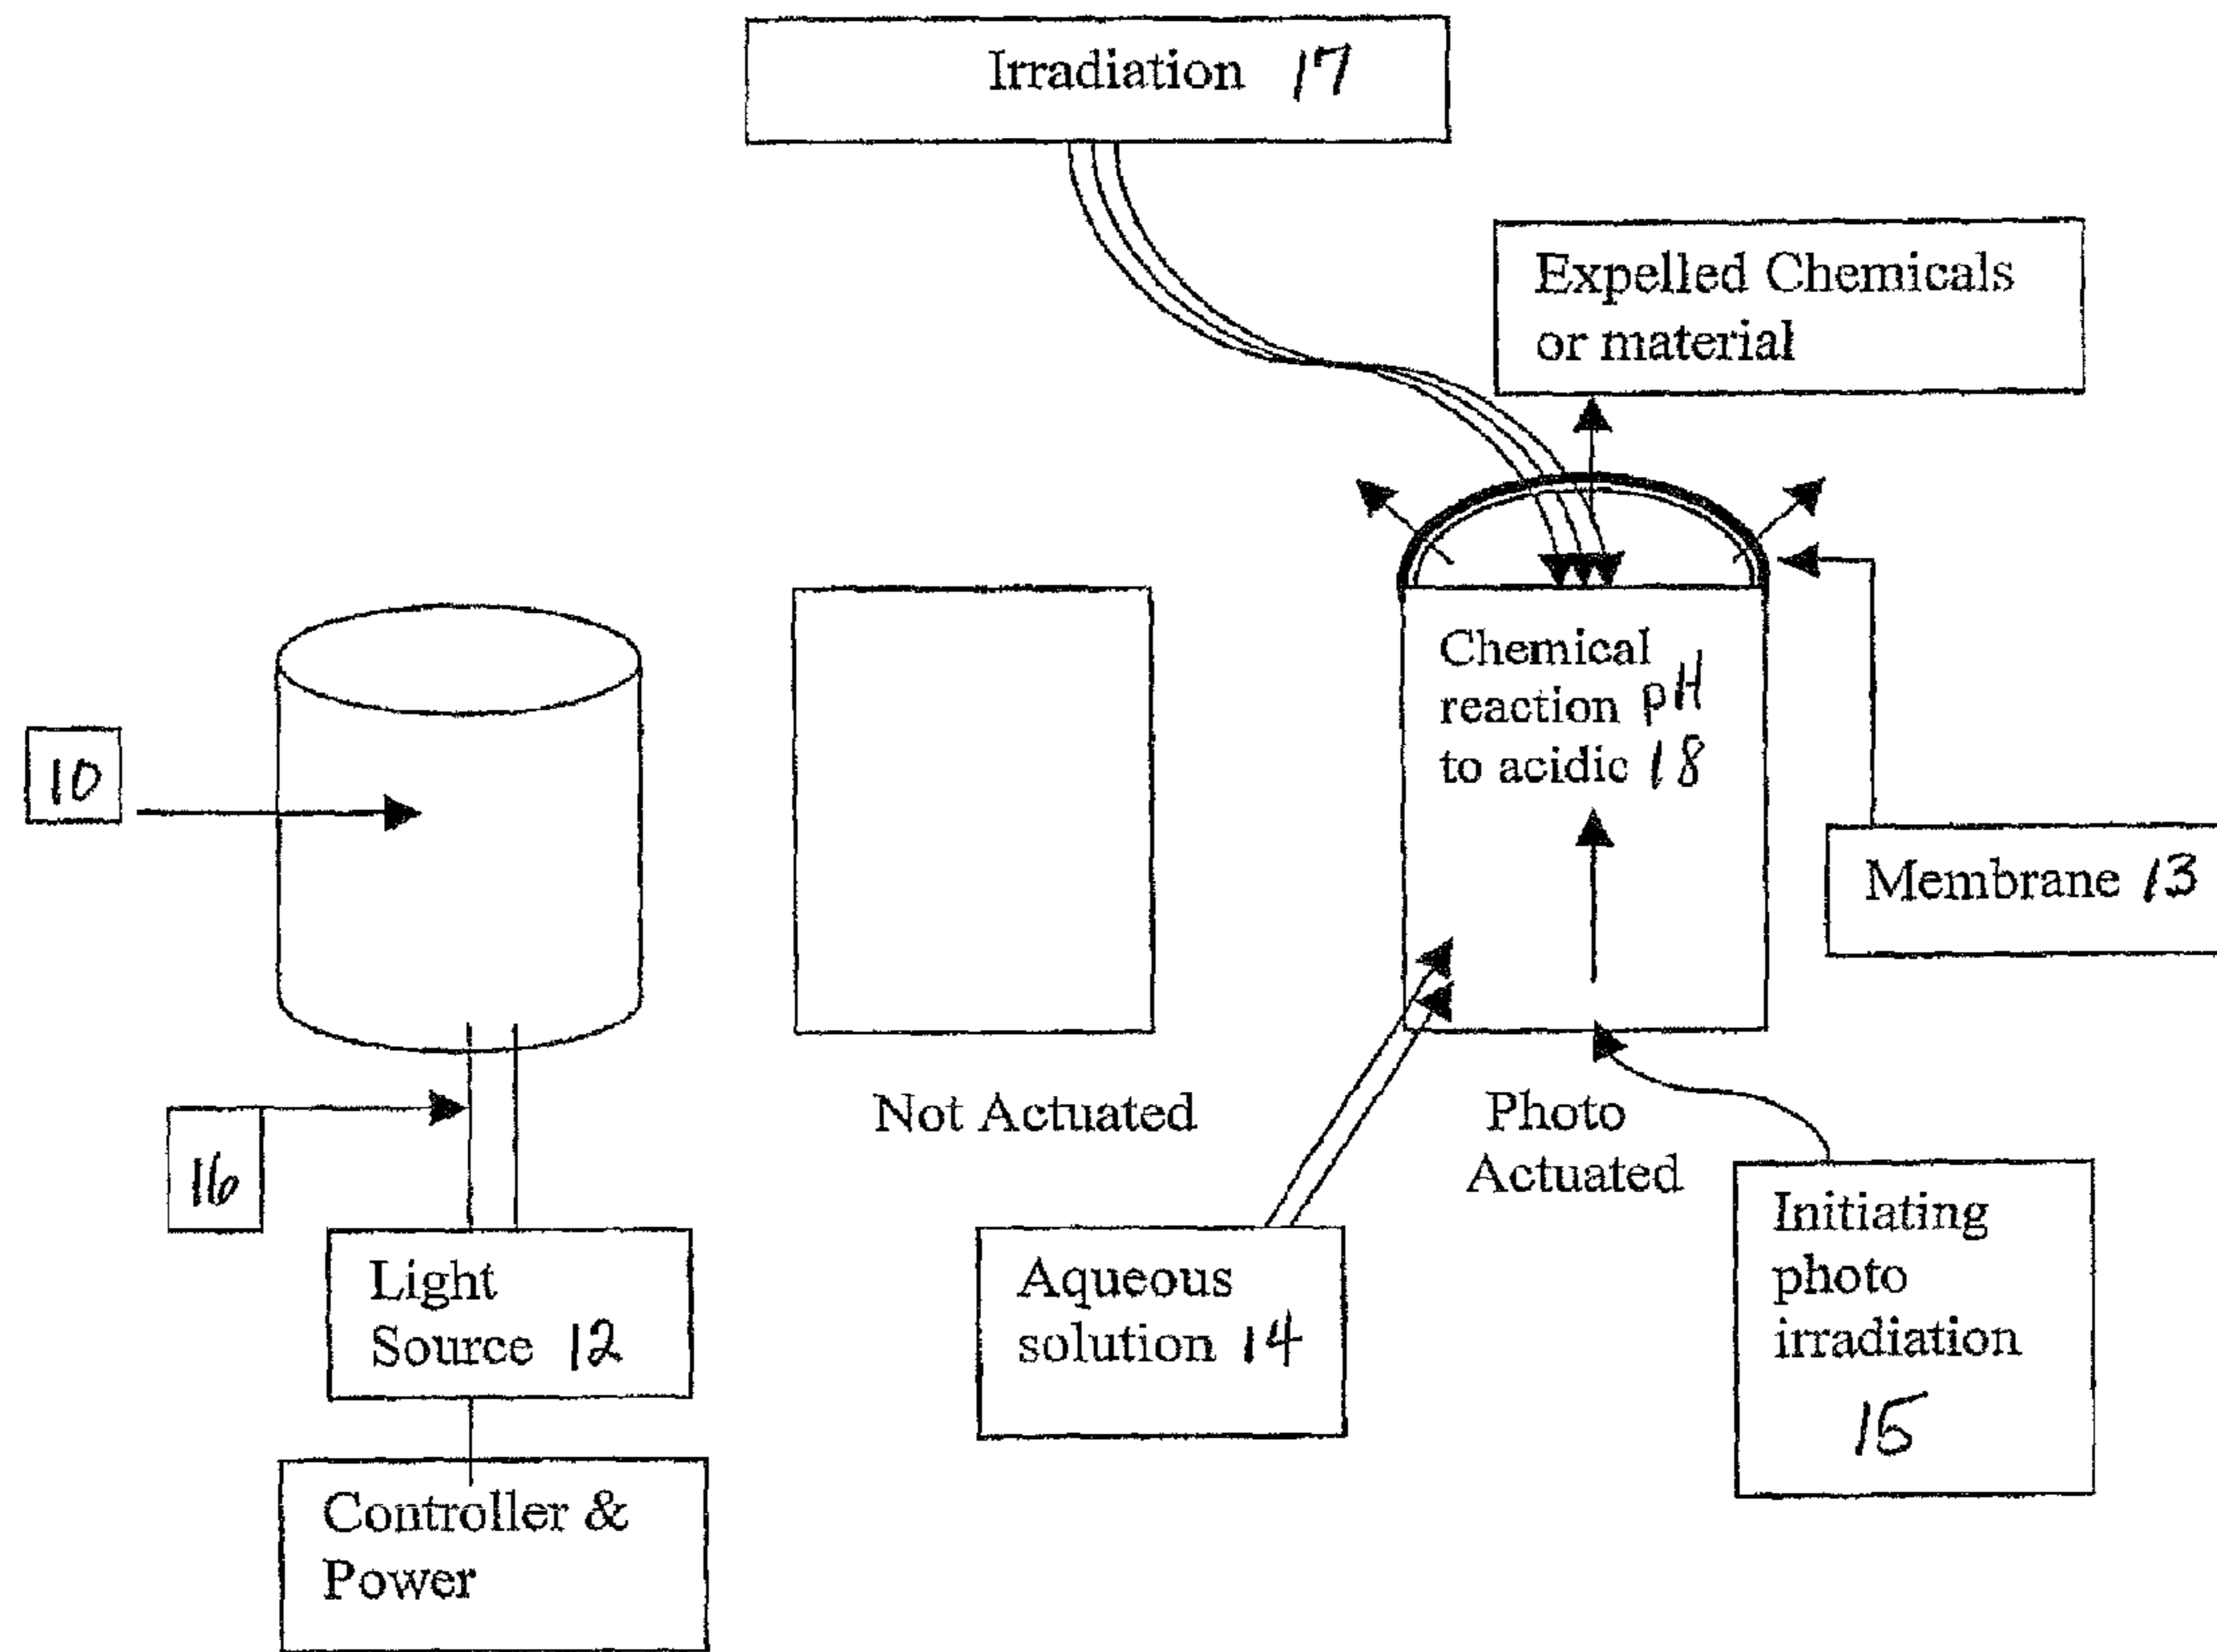 Irradiation 17
Expelled Chemicals
or material
Chemical
reaction pH
to acidic 18
10
Membrane 13
Not Actuated
Photo
Actuated
16
Light
Source 12
Aqueous
solution 14
Initiating
photo
irradiation
15
Controller &
Power